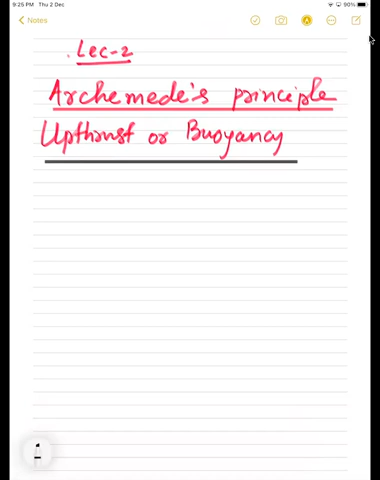 9:25 PM Thu 2 Dec 90%
Notes
. Lec-2
Archemede's principle
Upthrust or Buoyancy